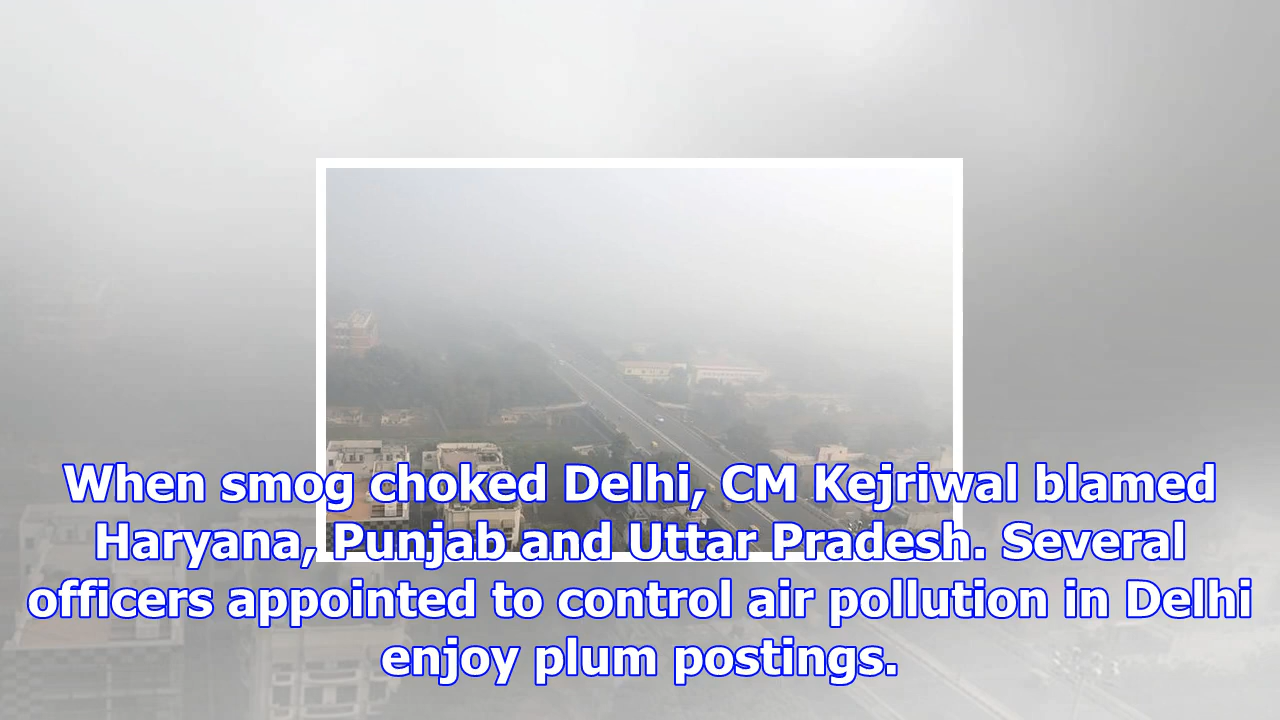 When smog choked Delhi, CM Kejriwal blamed
Haryana, Punjab and Uttar Pradesh. Several
officers appointed to control air pollution in Delhi
enjoy plum postings.